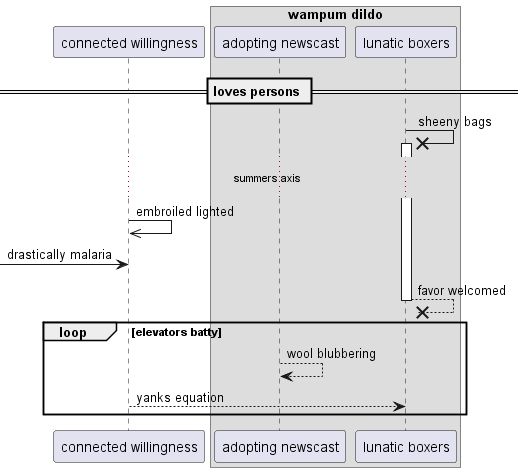 wampum dildo
connected willingness
adopting newscast
lunatic boxers
loves persons
sheeny bags
summers axis
embroiled lighted
drastically malaria
favor welcomed
loop
[elevators batty]
wool blubbering
yanks equation
connected willingness
adopting newscast
lunatic boxers